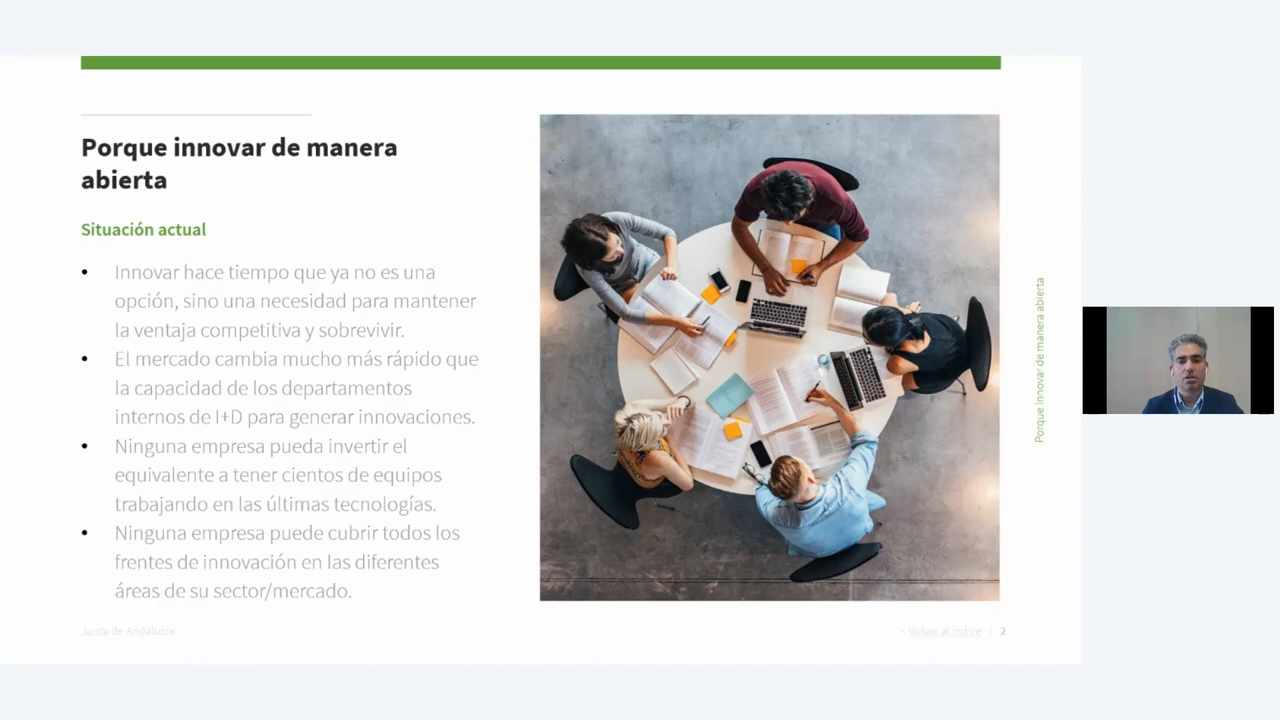 Porque innovar de manera
abierta
Situación actual
• Innovar hace tiempo que ya no es una
opción, sino una necesidad para mantener
la ventaja competitiva y sobrevivir.
• El mercado cambia mucho más rápido que
la capacidad de los departamentos
internos de I+D para generar innovaciones.
• Ninguna empresa pueda invertir el
equivalente a tener cientos de equipos
trabajando en las últimas tecnologías.
• Ninguna empresa puede cubrir todos los
frentes de innovación en las diferentes
áreas de su sector/mercado.
Porque innovar de manera abierta
Junta de Andalucía
< Volver al índice | 2